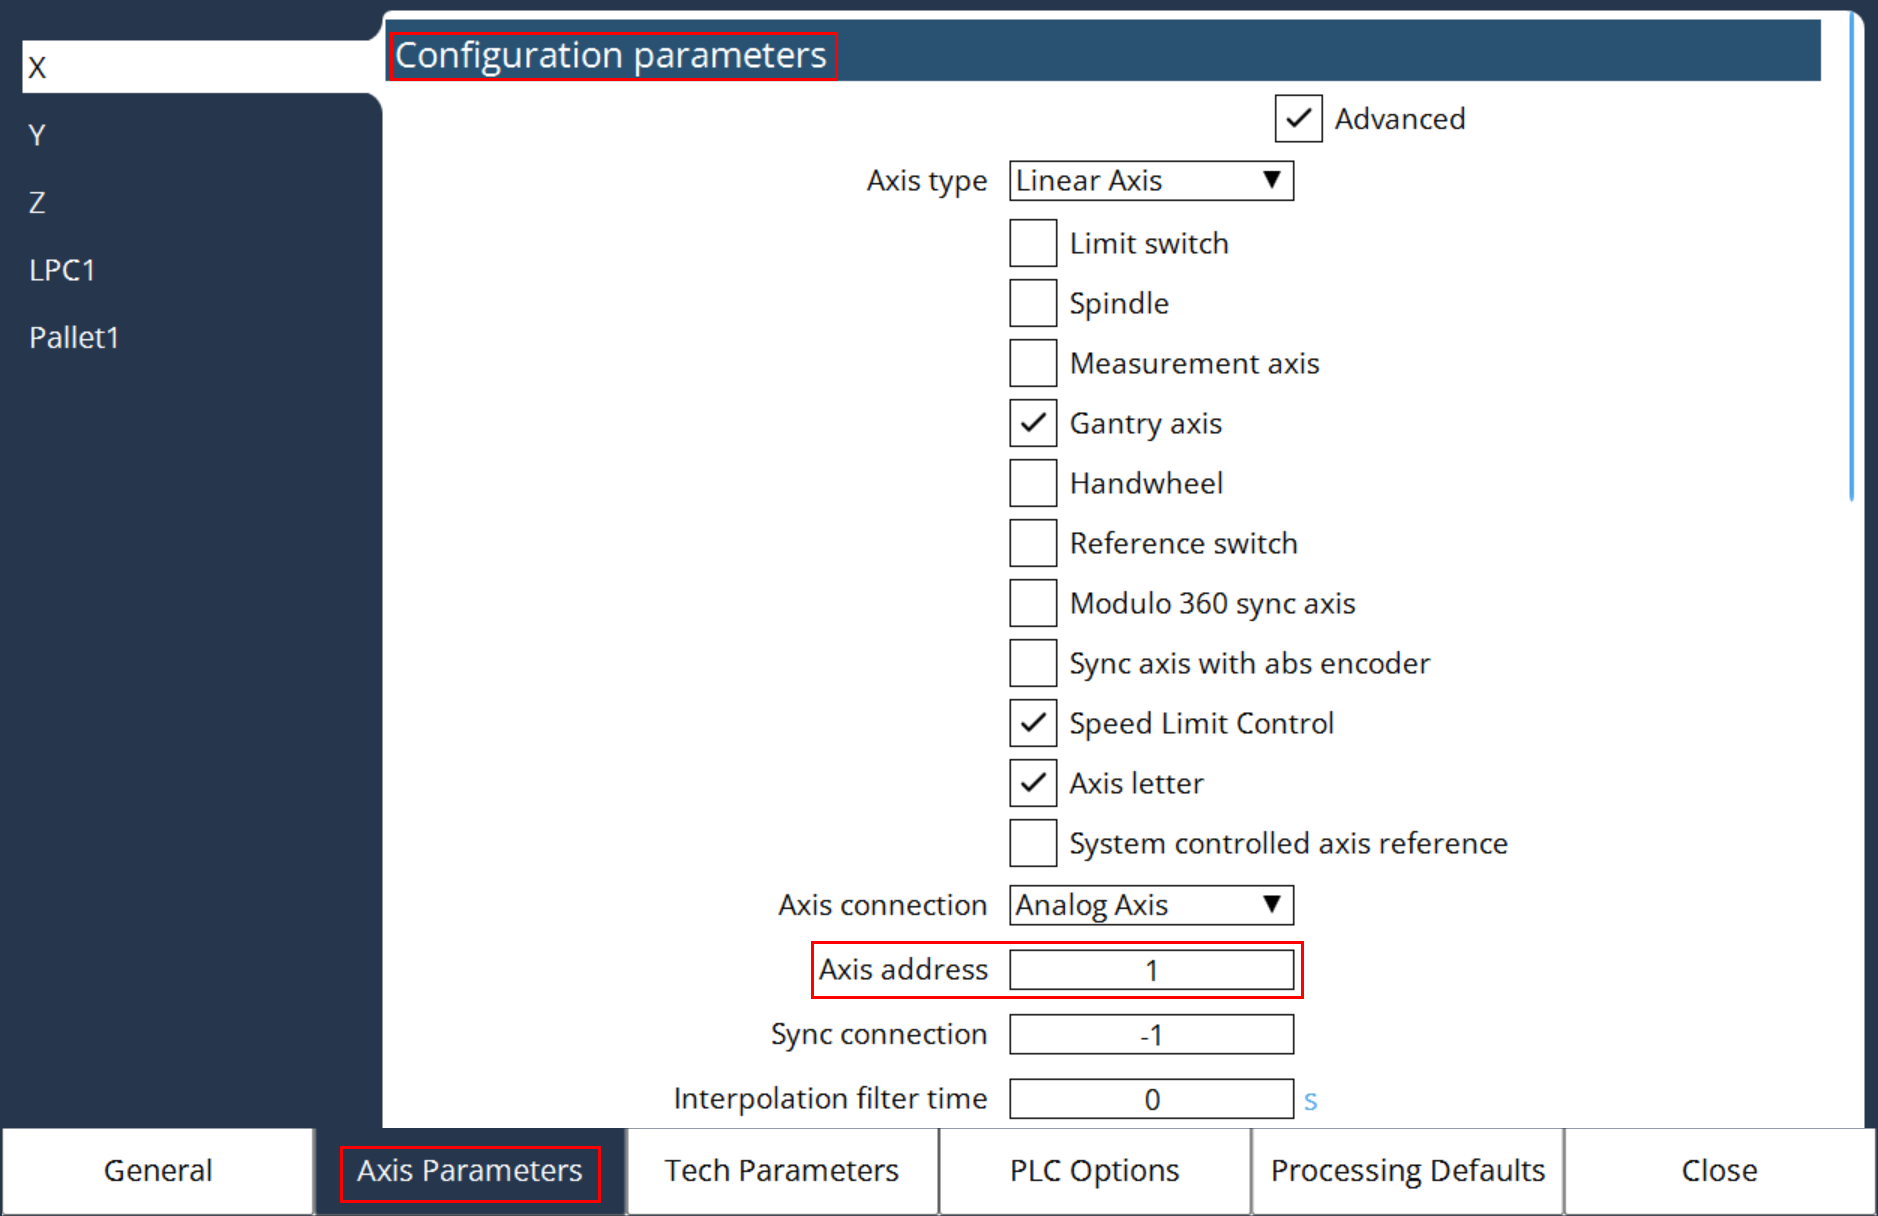 X
Y
Z
LPC1
Pallet1
Configuration parameters
Advanced
Axis type Linear Axis
Limit switch
Spindle
Measurement axis
Gantry axis
Handwheel
Reference switch
Modulo 360 sync axis
Sync axis with abs encoder
Speed Limit Control
Axis letter
System controlled axis reference
Axis connection Analog Axis
Axis address 1
Sync connection -1
Interpolation filter time 0 s
General Axis Parameters Tech Parameters PLC Options Processing Defaults Close